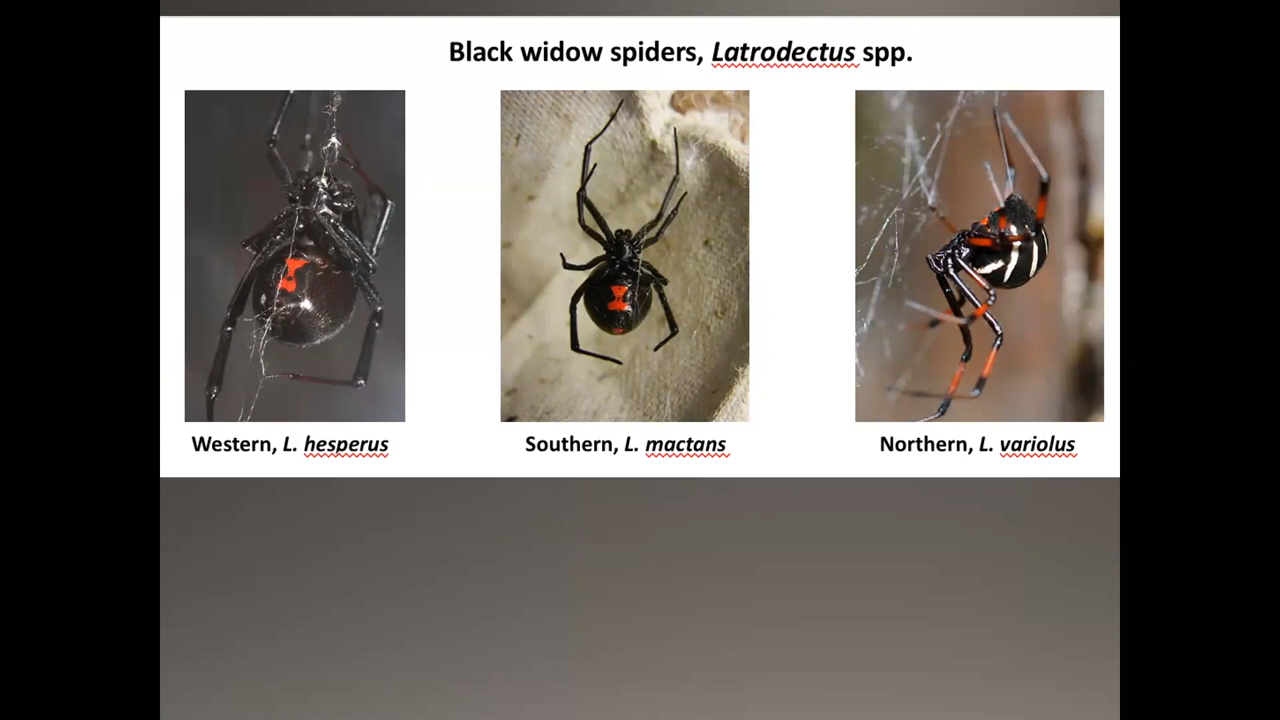 Black widow spiders, Latrodectus spp.
Western, L. hesperus
Southern, L. mactans
Northern, L. variolus